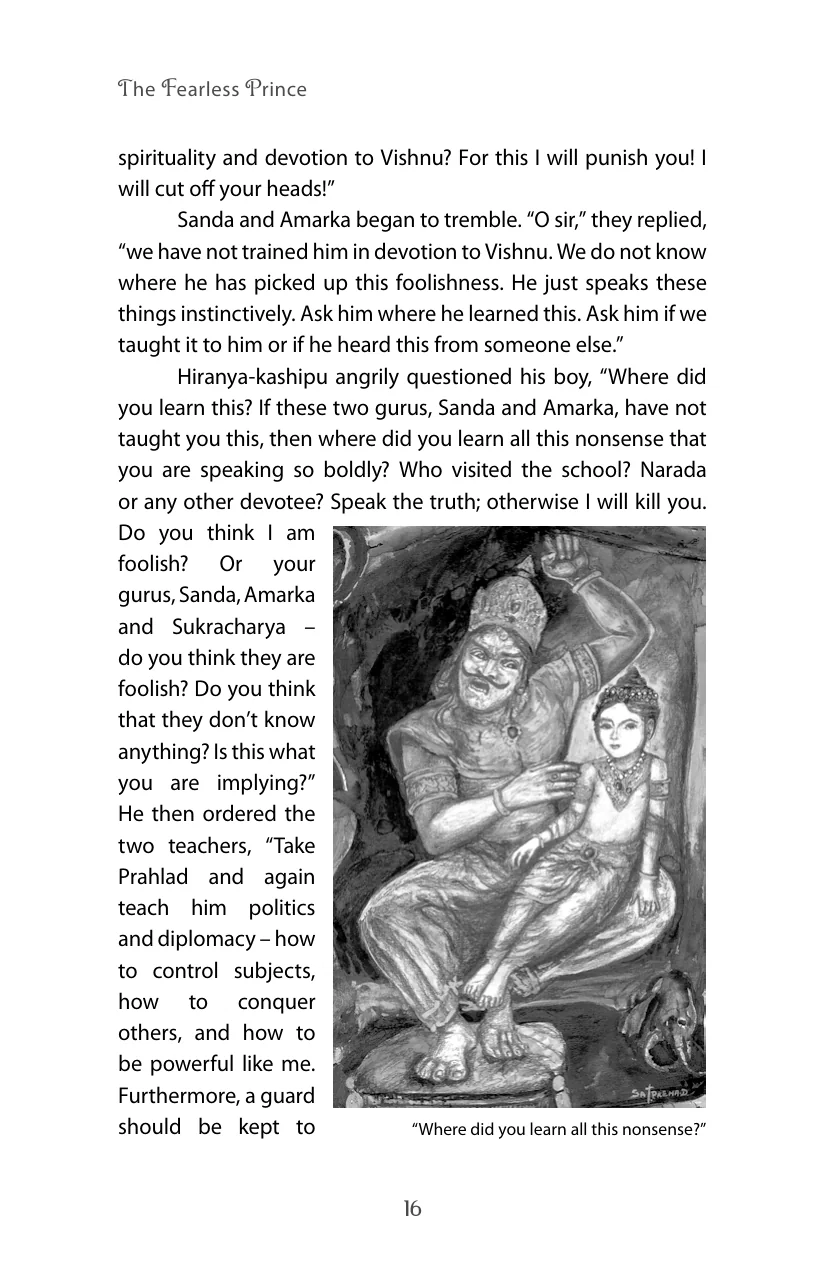 The Fearless Prince
spirituality and devotion to Vishnu? For this I will punish you! I
will cut off your heads!”
Sanda and Amarka began to tremble. “O sir,” they replied,
“we have not trained him in devotion to Vishnu. We do not know
where he has picked up this foolishness. He just speaks these
things instinctively. Ask him where he learned this. Ask him if we
taught it to him or if he heard this from someone else.”
Hiranya-kashipu angrily questioned his boy, “Where did
you learn this? If these two gurus, Sanda and Amarka, have not
taught you this, then where did you learn all this nonsense that
you are speaking so boldly? Who visited the school? Narada
or any other devotee? Speak the truth; otherwise I will kill you.
Do you think I am
foolish? Or your
gurus, Sanda, Amarka
and Sukracharya –
do you think they are
foolish? Do you think
that they don’t know
anything? Is this what
you are implying?”
He then ordered the
two teachers, “Take
Prahlad and again
teach him politics
and diplomacy – how
to control subjects,
how to conquer
others, and how to
be powerful like me.
Furthermore, a guard
should be kept to
“Where did you learn all this nonsense?”
16